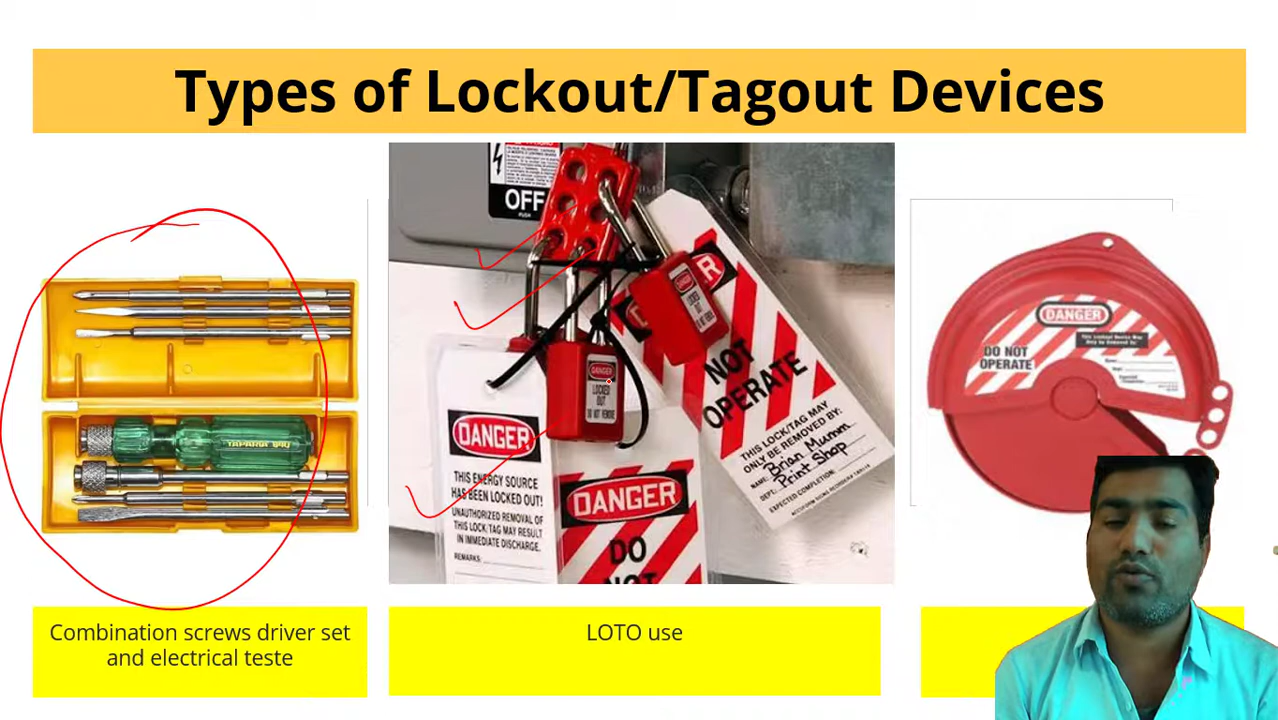 Types of Lockout/Tagout Devices
OFF
PUSH
DANGER
LOCKED
OUT
DO NOT REMOVE
NOT
OPERATE
THIS LOCK/TAG MAY
ONLY BE REMOVED BY:
NAME: Brian Mumm
DEPT: Print Shop
EXPECTED COMPLETION:
DANGER
THIS ENERGY SOURCE
HAS BEEN LOCKED OUT!
UNAUTHORIZED REMOVAL OF
THIS LOCK/TAG MAY RESULT
IN IMMEDIATE DISCHARGE.
REMARKS:
DANGER
DO
NOT
DANGER
DO NOT
OPERATE
TAPARIA
Combination screws driver set
and electrical teste
LOTO use